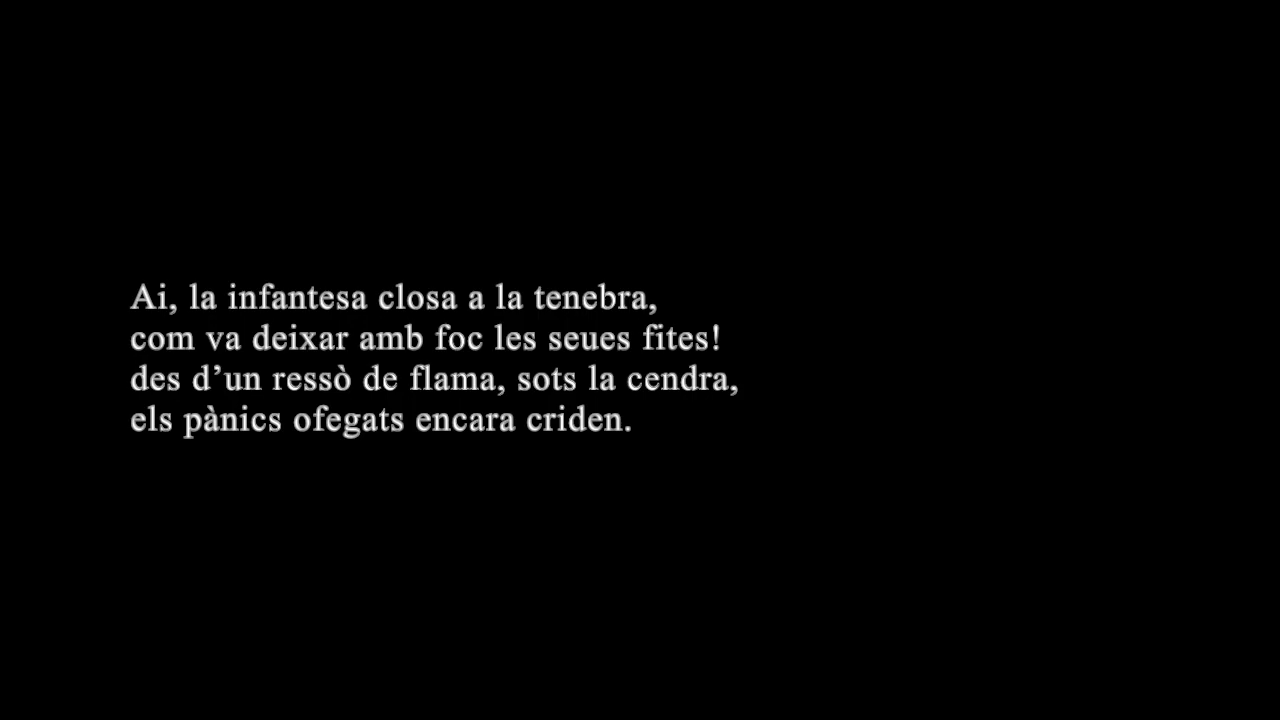 Ai, la infantesa closa a la tenebra,
com va deixar amb foc les seues fites!
des d’un ressò de flama, sots la cendra,
els pànics ofegats encara criden.